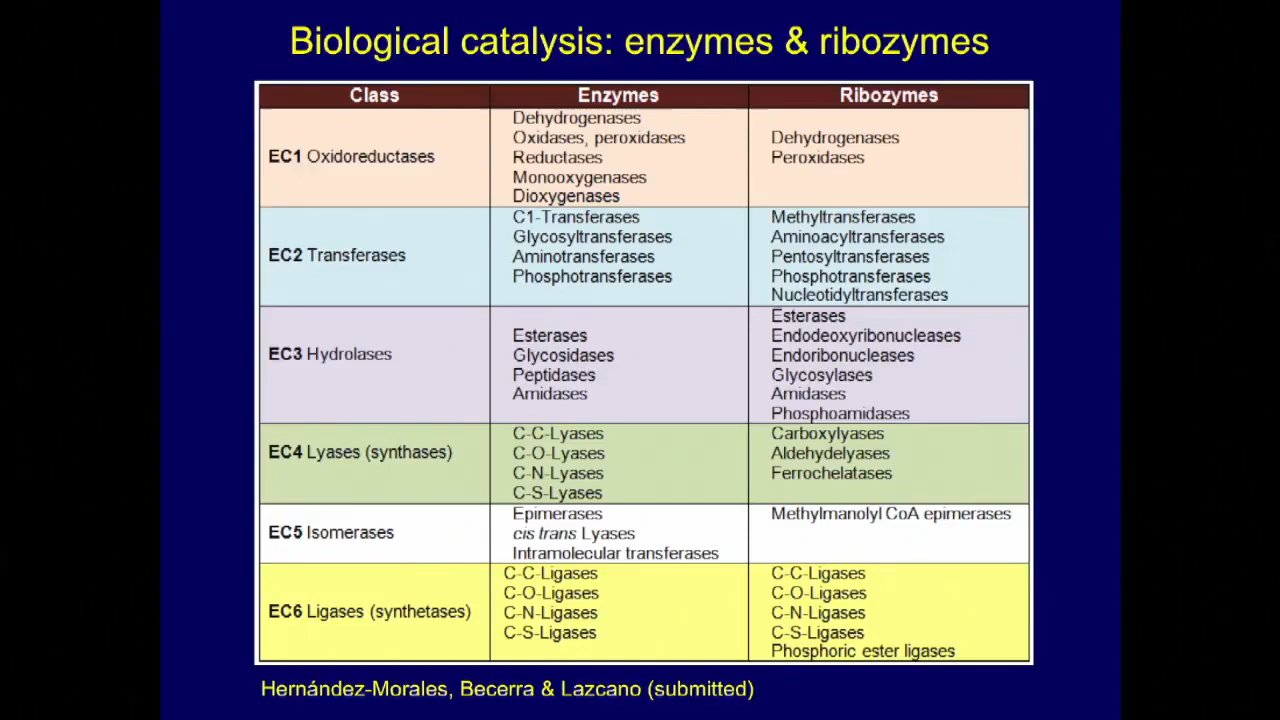 Biological catalysis: enzymes & ribozymes
Class Enzymes Ribozymes
EC1 Oxidoreductases
Dehydrogenases
Oxidases, peroxidases
Reductases
Monooxygenases
Dioxygenases
Dehydrogenases
Peroxidases
EC2 Transferases
C1-Transferases
Glycosyltransferases
Aminotransferases
Phosphotransferases
Methyltransferases
Aminoacyltransferases
Pentosyltransferases
Phosphotransferases
Nucleotidyltransferases
EC3 Hydrolases
Esterases
Glycosidases
Peptidases
Amidases
Esterases
Endodeoxyribonucleases
Endoribonucleases
Glycosylases
Amidases
Phosphoamidases
EC4 Lyases (synthases)
C-C-Lyases
C-O-Lyases
C-N-Lyases
C-S-Lyases
Carboxylyases
Aldehydelyases
Ferrochelatases
EC5 Isomerases
Epimerases
cis trans Lyases
Intramolecular transferases
Methylmanolyl CoA epimerases
EC6 Ligases (synthetases)
C-C-Ligases
C-O-Ligases
C-N-Ligases
C-S-Ligases
C-C-Ligases
C-O-Ligases
C-N-Ligases
C-S-Ligases
Phosphoric ester ligases
Hernández-Morales, Becerra & Lazcano (submitted)